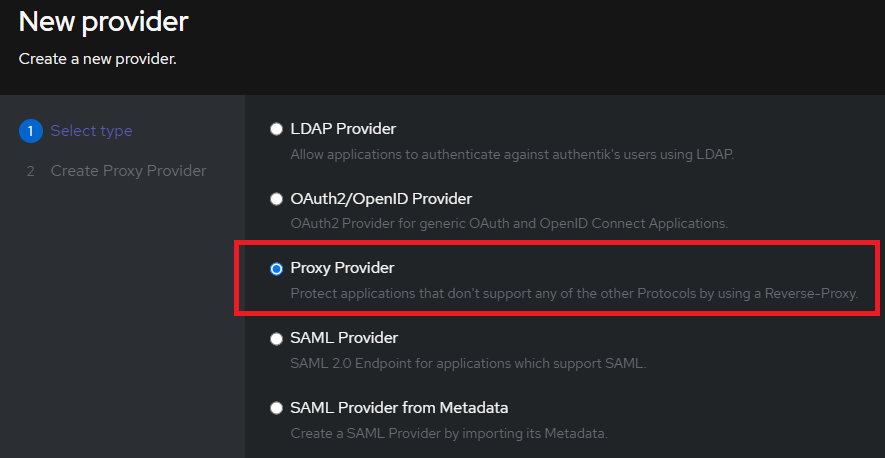 New provider
Create a new provider.
1 Select type
2 Create Proxy Provider
LDAP Provider
Allow applications to authenticate against authentik's users using LDAP.
OAuth2/OpenID Provider
OAuth2 Provider for generic OAuth and OpenID Connect Applications.
Proxy Provider
Protect applications that don't support any of the other Protocols by using a Reverse-Proxy.
SAML Provider
SAML 2.0 Endpoint for applications which support SAML.
SAML Provider from Metadata
Create a SAML Provider by importing its Metadata.